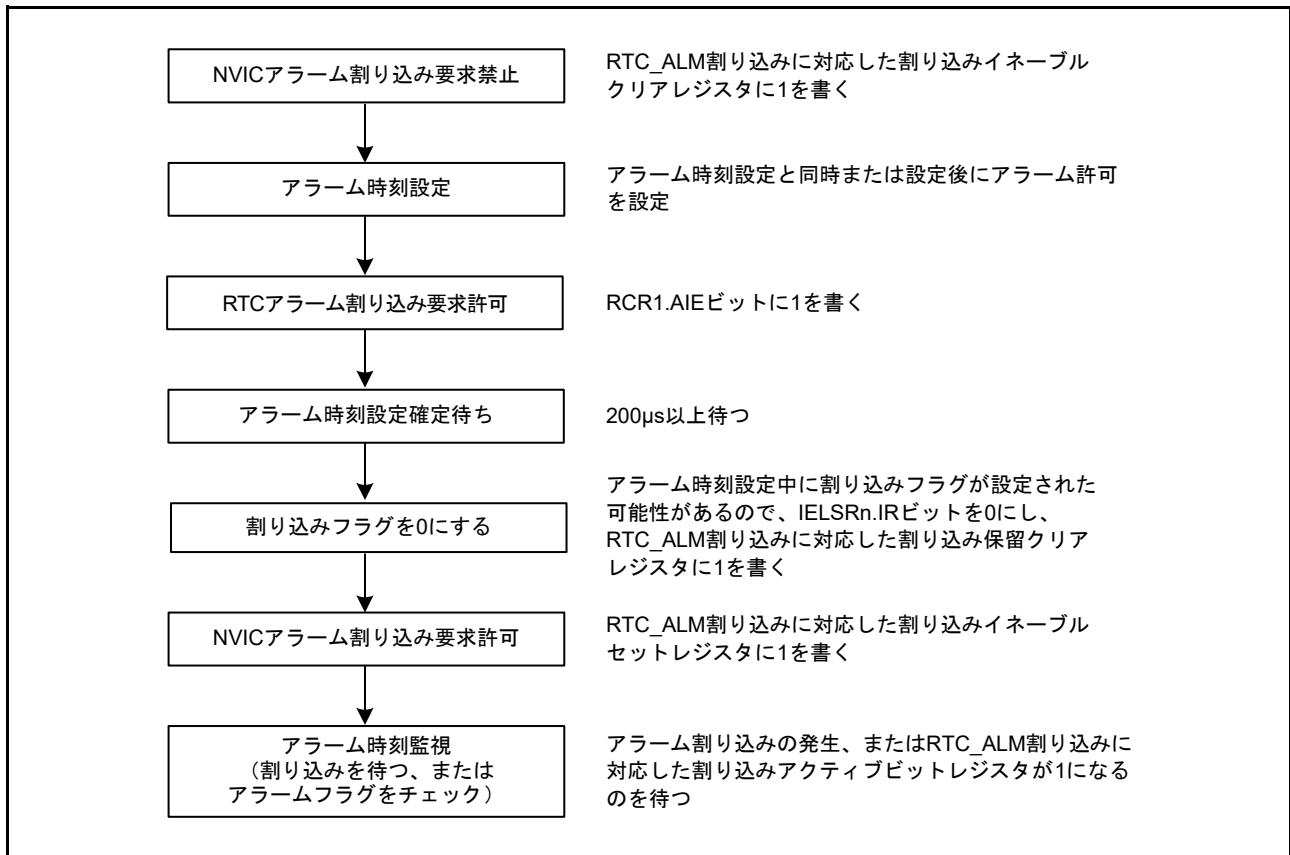 NVICアラーム割り込み要求禁止
RTC_ALM割り込みに対応した割り込みイネーブル
クリアレジスタに1を書く
アラーム時刻設定
アラーム時刻設定と同時または設定後にアラーム許可
を設定
RTCアラーム割り込み要求許可
RCR1.AIEビットに1を書く
アラーム時刻設定確定待ち
200µs以上待つ
割り込みフラグを0にする
アラーム時刻設定中に割り込みフラグが設定された
可能性があるので、IELSRn.IRビットを0にし、
RTC_ALM割り込みに対応した割り込み保留クリア
レジスタに1を書く
NVICアラーム割り込み要求許可
RTC_ALM割り込みに対応した割り込みイネーブル
セットレジスタに1を書く
アラーム時刻監視
（割り込みを待つ、または
アラームフラグをチェック）
アラーム割り込みの発生、またはRTC_ALM割り込みに
対応した割り込みアクティブビットレジスタが1になる
のを待つ